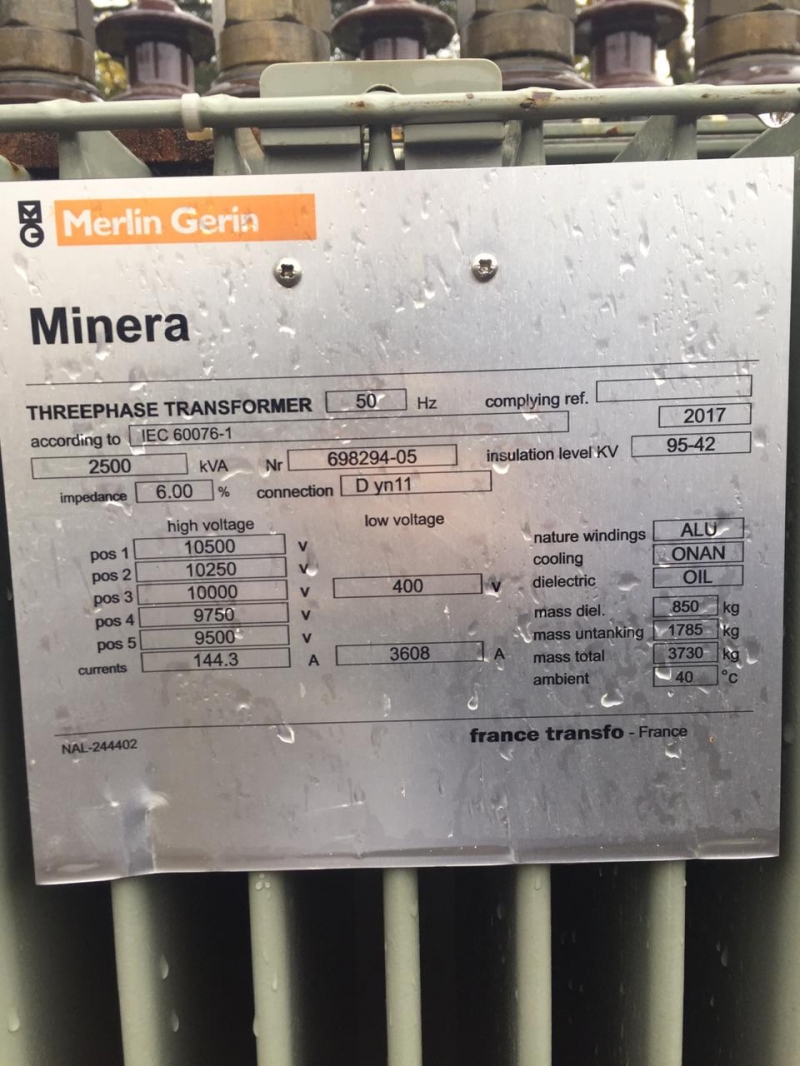 MG Merlin Gerin
Minera
THREEPHASE TRANSFORMER 50 Hz complying ref.
according to IEC 60076-1 2017
2500 kVA Nr 698294-05 insulation level KV 95-42
impedance 6.00 % connection D yn11
high voltage low voltage
pos 1 10500 V nature windings ALU
pos 2 10250 V cooling ONAN
pos 3 10000 V 400 V dielectric OIL
pos 4 9750 V mass diel. 850 kg
pos 5 9500 V mass untanking 1785 kg
currents 144.3 A 3608 A mass total 3730 kg
ambient 40 °c
NAL-244402 france transfo - France